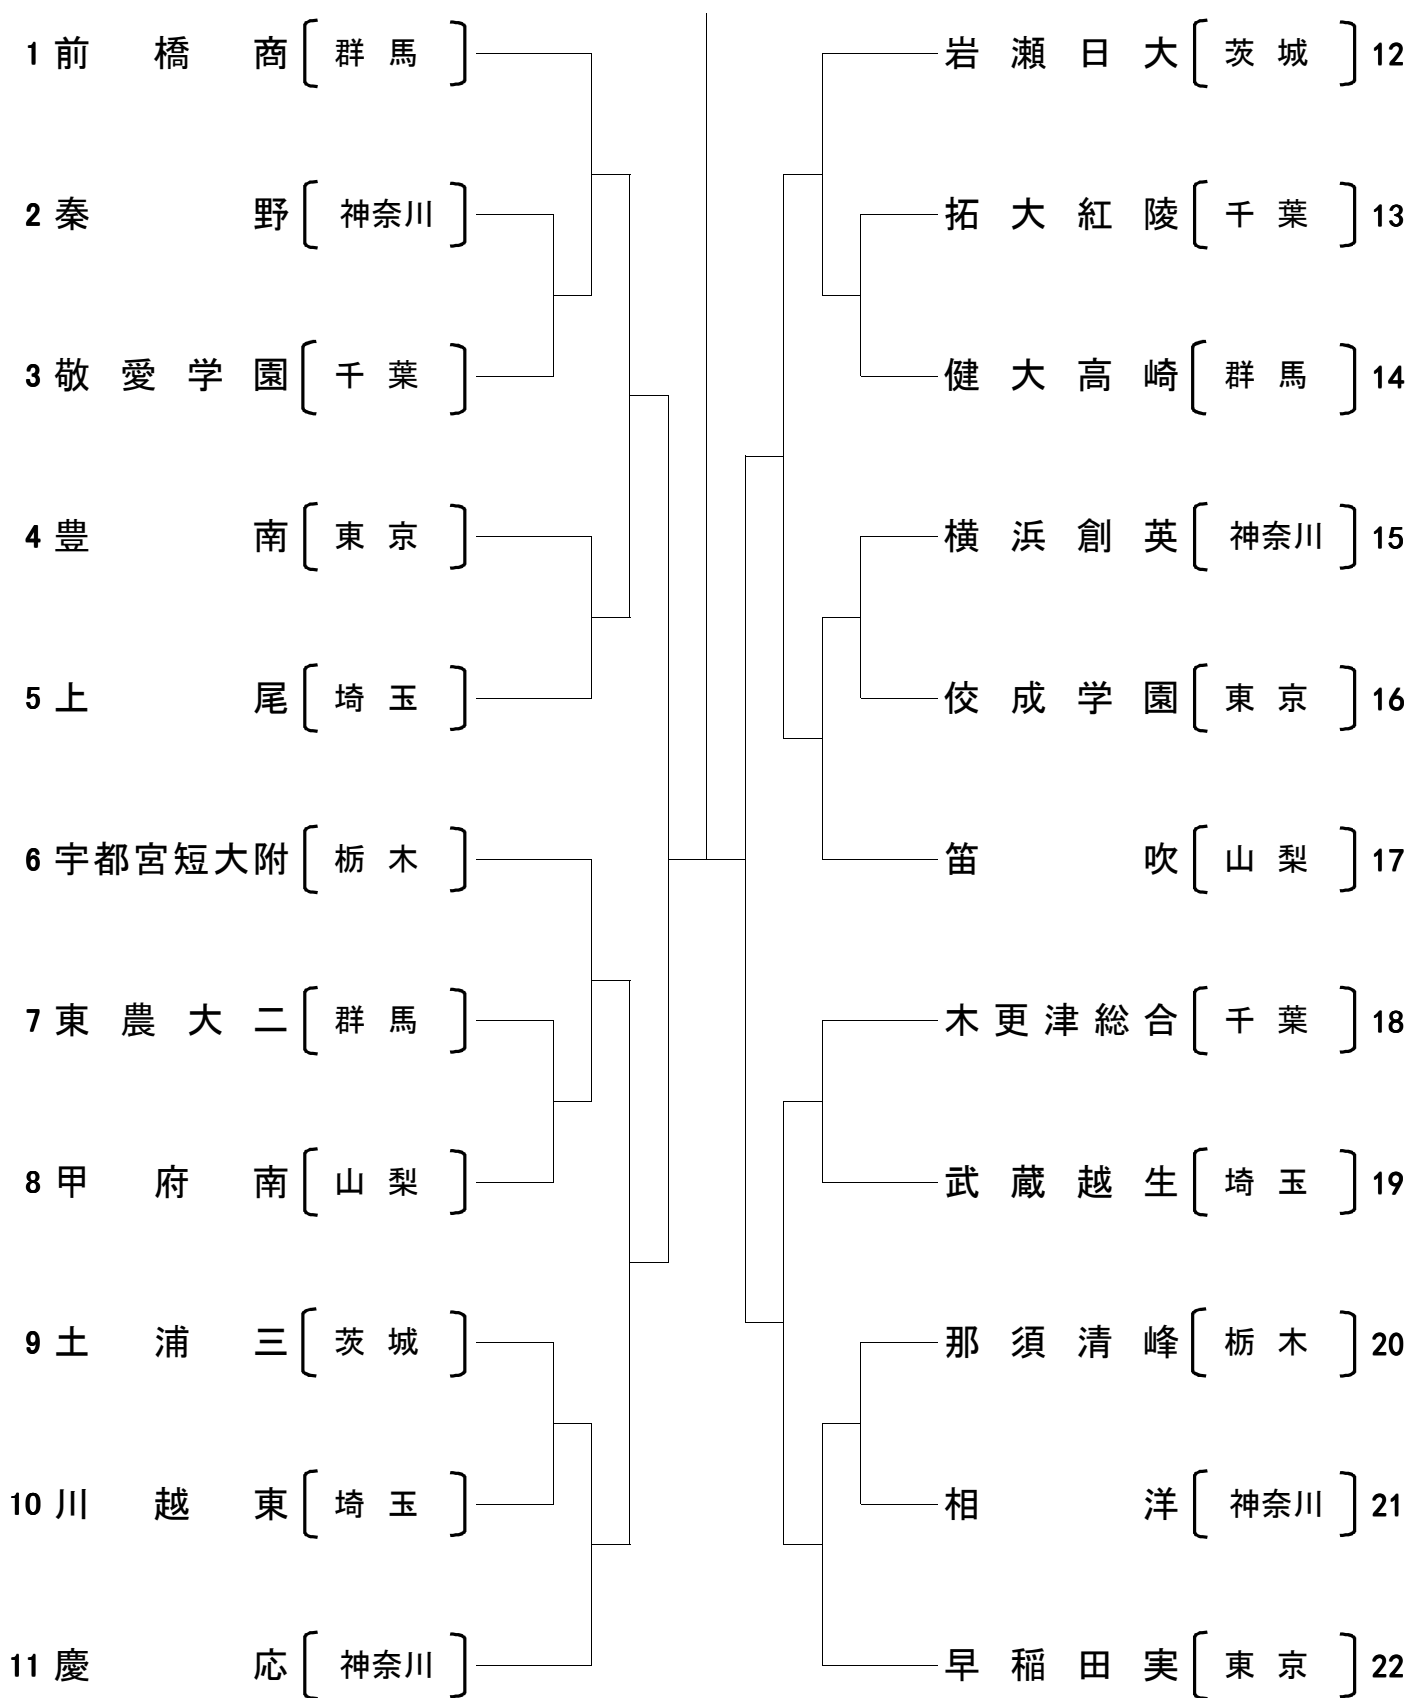 1 前橋商 [群馬]
2 秦野 [神奈川]
3 敬愛学園 [千葉]
4 豊南 [東京]
5 上尾 [埼玉]
6 宇都宮短大附 [栃木]
7 東農大二 [群馬]
8 甲府南 [山梨]
9 土浦三 [茨城]
10 川越東 [埼玉]
11 慶応 [神奈川]
岩瀬日大 [茨城] 12
拓大紅陵 [千葉] 13
健大高崎 [群馬] 14
横浜創英 [神奈川] 15
佼成学園 [東京] 16
笛吹 [山梨] 17
木更津総合 [千葉] 18
武蔵越生 [埼玉] 19
那須清峰 [栃木] 20
相洋 [神奈川] 21
早稲田実 [東京] 22